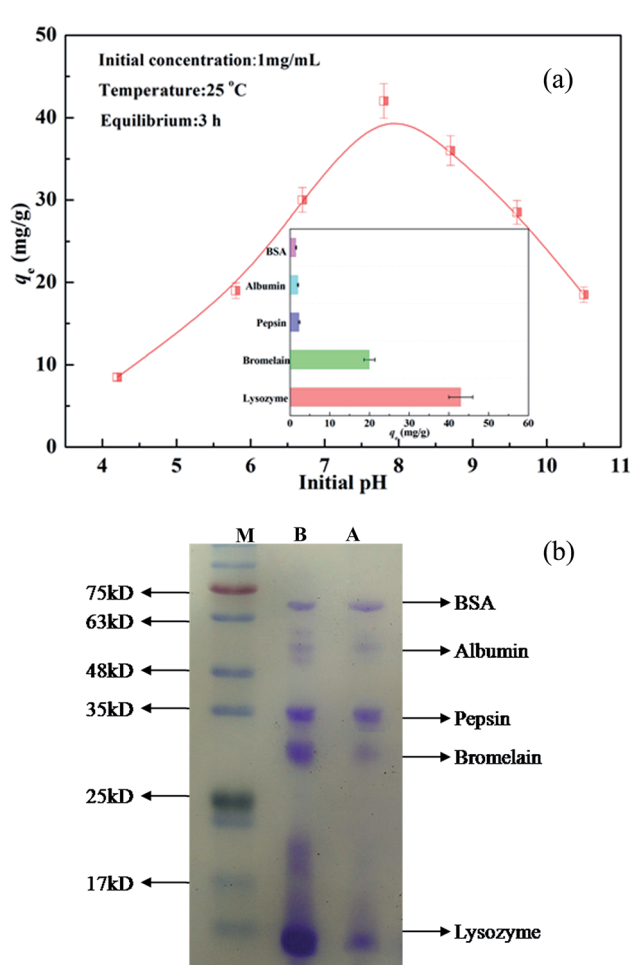 50
40
30
20
10
0
qe (mg/g)
Initial concentration:1mg/mL
Temperature:25 °C
Equilibrium:3 h
(a)
BSA
Albumin
Pepsin
Bromelain
Lysozyme
0 10 20 30 40 50 60
qe (mg/g)
4 5 6 7 8 9 10 11
Initial pH
M B A
(b)
75kD
63kD
48kD
35kD
25kD
17kD
BSA
Albumin
Pepsin
Bromelain
Lysozyme